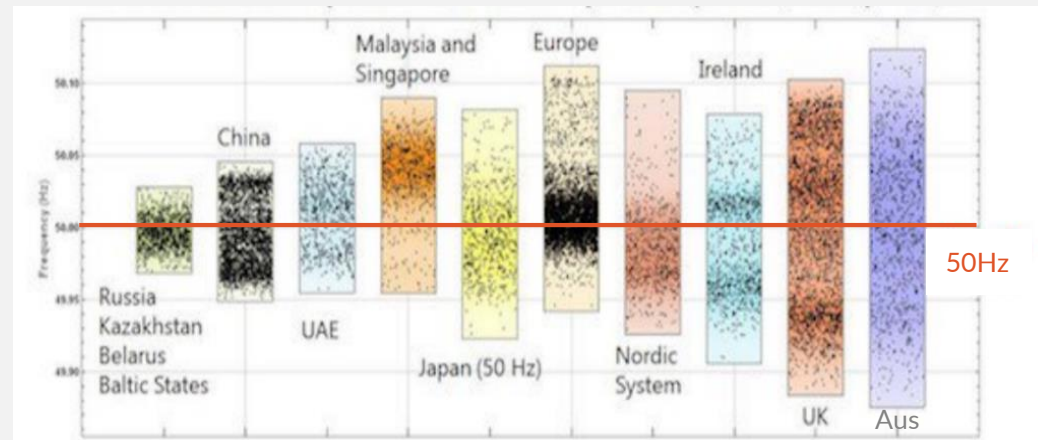 Malaysia and
Singapore
Europe
Ireland
China
50.10
50.05
50.00
49.95
49.90
Frequency (Hz)
50Hz
Russia
Kazakhstan
Belarus
Baltic States
UAE
Japan (50 Hz)
Nordic
System
UK
Aus